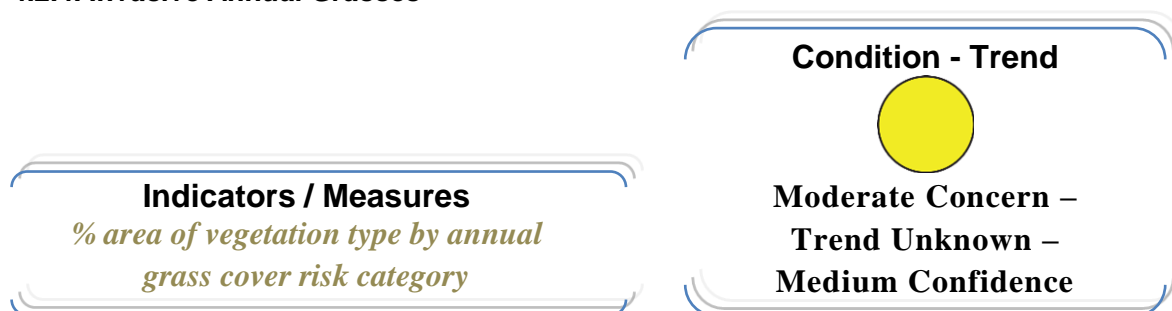 Condition - Trend
Indicators / Measures
% area of vegetation type by annual
grass cover risk category
Moderate Concern –
Trend Unknown –
Medium Confidence